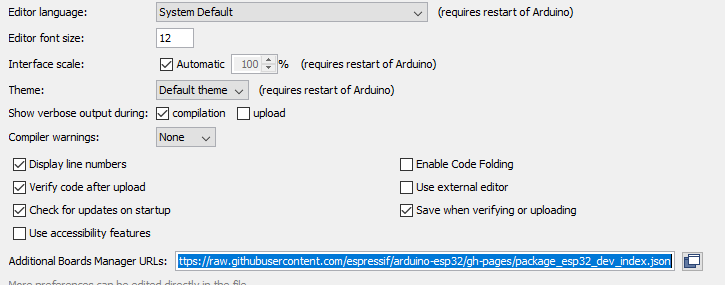 Editor language: System Default (requires restart of Arduino)
Editor font size: 12
Interface scale: Automatic 100 % (requires restart of Arduino)
Theme: Default theme (requires restart of Arduino)
Show verbose output during: compilation upload
Compiler warnings: None
Display line numbers Enable Code Folding
Verify code after upload Use external editor
Check for updates on startup Save when verifying or uploading
Use accessibility features
Additional Boards Manager URLs: ttps://raw.githubusercontent.com/espressif/arduino-esp32/gh-pages/package_esp32_dev_index.json
More preferences can be edited directly in the file